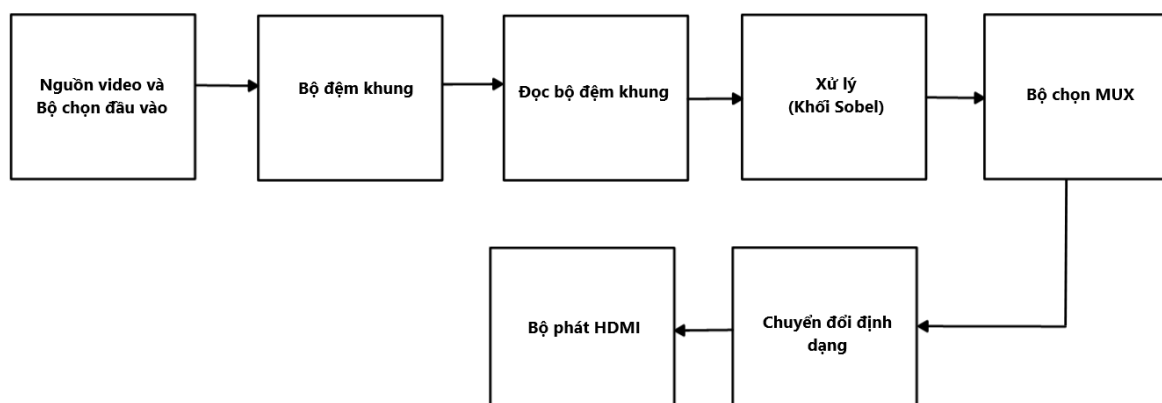 Nguồn video và
Bộ chọn đầu vào
Bộ đệm khung
Đọc bộ đệm khung
Xử lý
(Khối Sobel)
Bộ chọn MUX
Bộ phát HDMI
Chuyển đổi định
dạng